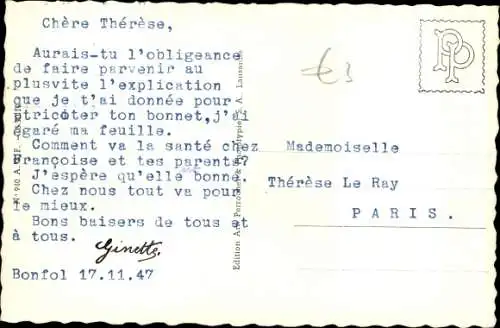 Chère Thérèse,
Aurais-tu l'obligeance
de faire parvenir au
plusvite l'explication
que je t'ai donnée pour
tricoter ton bonnet, j'ai
égaré ma feuille.
Comment va la santé chez
Françoise et tes parents?
J'espère qu'elle bonne.
Chez nous tout va pour
le mieux.
Bons baisers de tous et
à tous.
Ginette.
Bonfol 17.11.47
Edition A. Perrochet
Lausanne
€3
Mademoiselle
Thérèse Le Ray
PARIS.